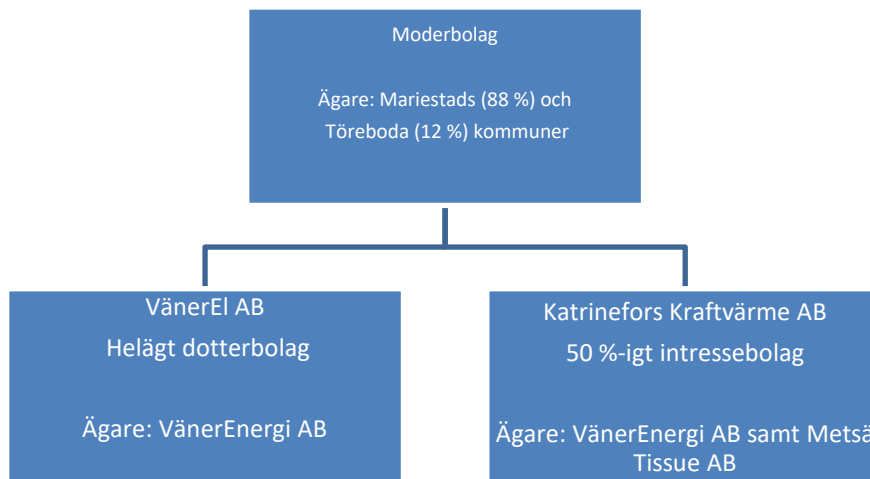 Moderbolag
Ägare: Mariestads (88 %) och
Töreboda (12 %) kommuner
VänerEl AB
Helägt dotterbolag
Ägare: VänerEnergi AB
Katrinefors Kraftvärme AB
50 %-igt intressebolag
Ägare: VänerEnergi AB samt Metsä
Tissue AB